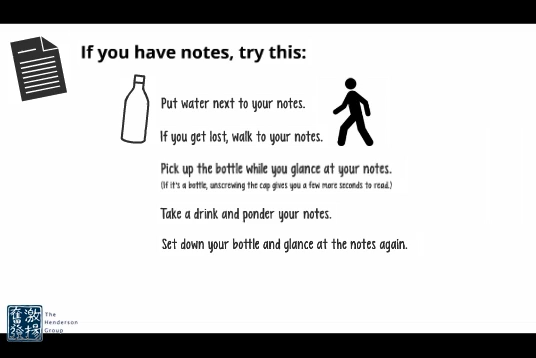 If you have notes, try this:
Put water next to your notes.
If you get lost, walk to your notes.
Pick up the bottle while you glance at your notes.
(If it's a bottle, unscrewing the cap gives you a few more seconds to read.)
Take a drink and ponder your notes.
Set down your bottle and glance at the notes again.
The
Henderson
Group